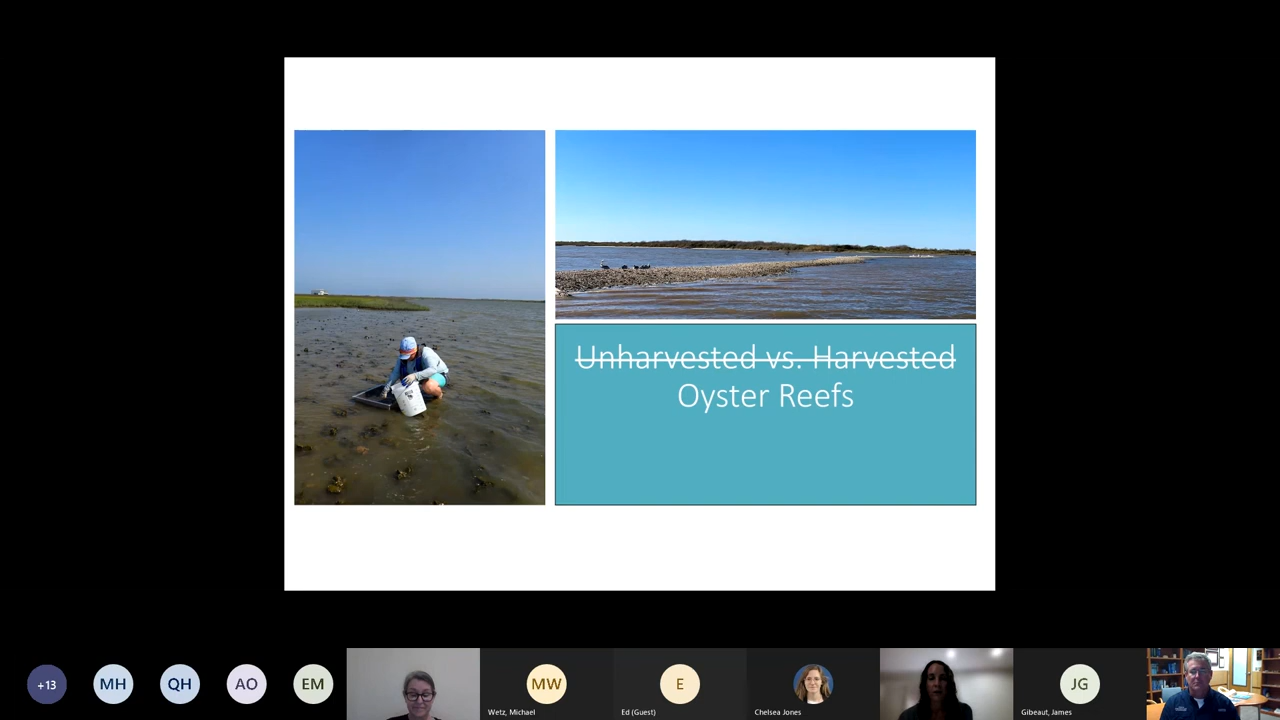 Unharvested vs. Harvested
Oyster Reefs
+13
MH
QH
AO
EM
MW
Wetz, Michael
E
Ed (Guest)
Chelsea Jones
JG
Gibeaut, James